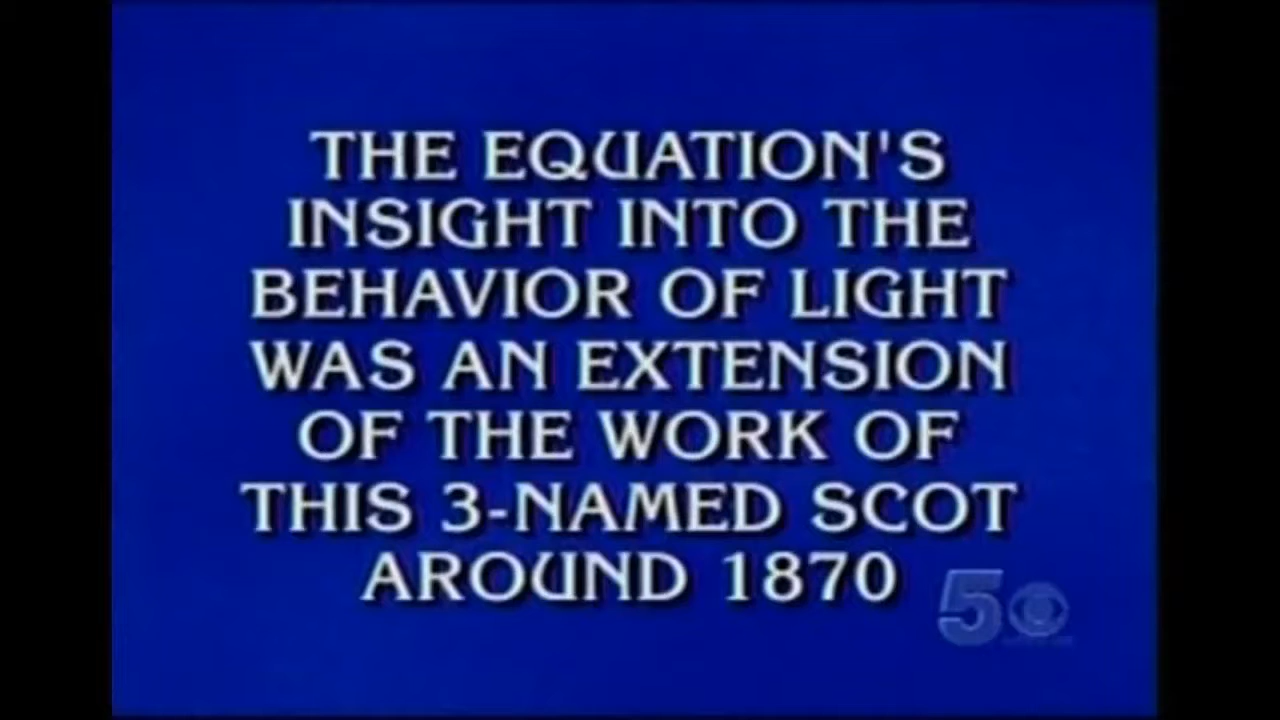 THE EQUATION'S
INSIGHT INTO THE
BEHAVIOR OF LIGHT
WAS AN EXTENSION
OF THE WORK OF
THIS 3-NAMED SCOT
AROUND 1870
5